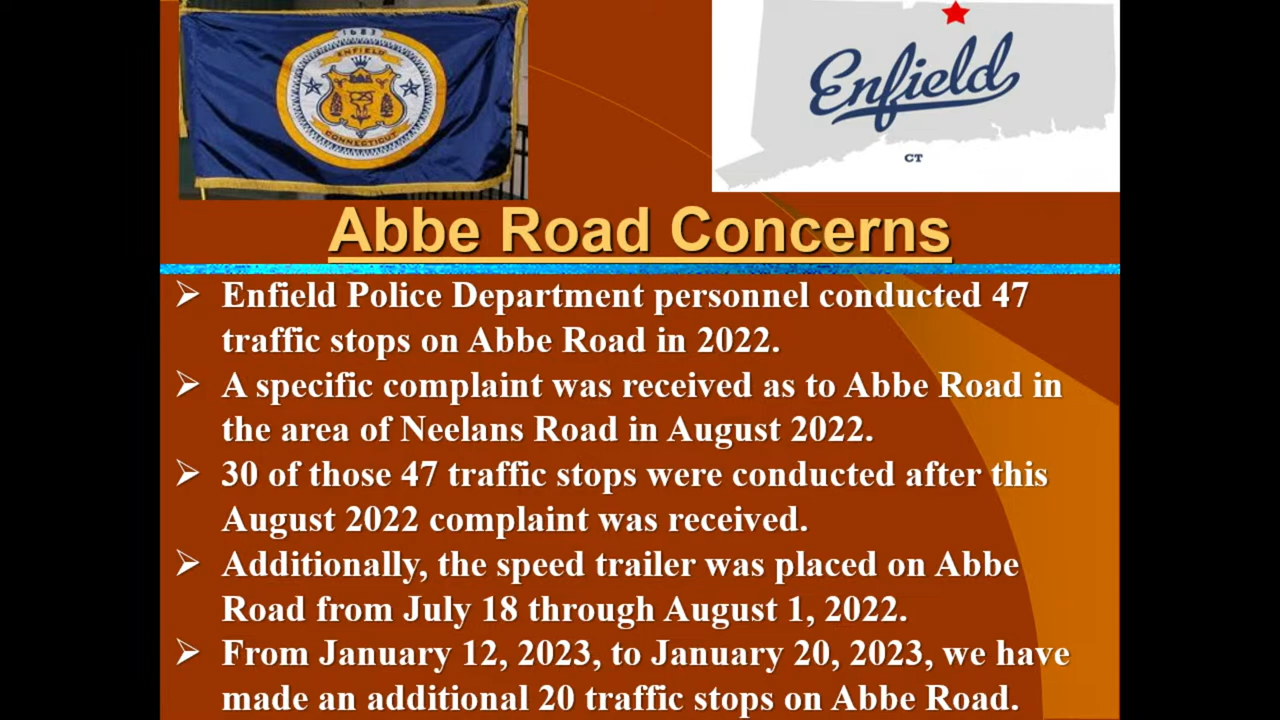 1683
ENFIELD
CONNECTICUT
Enfield
CT
Abbe Road Concerns
➢ Enfield Police Department personnel conducted 47
traffic stops on Abbe Road in 2022.
➢ A specific complaint was received as to Abbe Road in
the area of Neelans Road in August 2022.
➢ 30 of those 47 traffic stops were conducted after this
August 2022 complaint was received.
➢ Additionally, the speed trailer was placed on Abbe
Road from July 18 through August 1, 2022.
➢ From January 12, 2023, to January 20, 2023, we have
made an additional 20 traffic stops on Abbe Road.